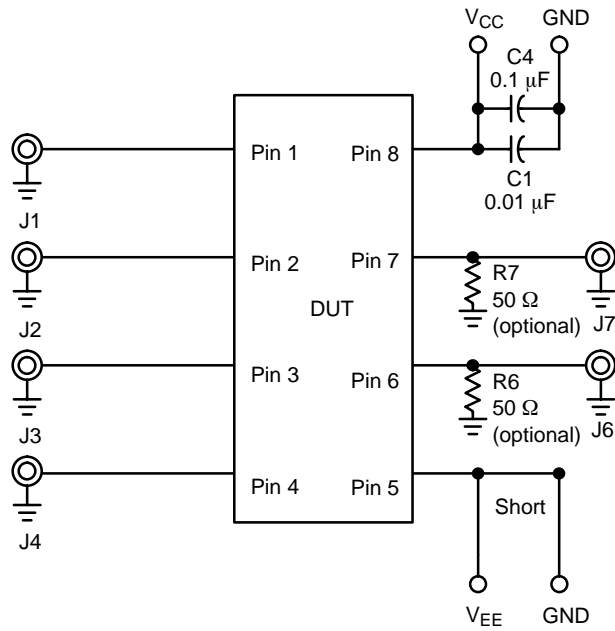 VCC GND
C4
0.1 µF
C1
0.01 µF
J1
Pin 1 Pin 8
J2
Pin 2 Pin 7
R7
50 Ω
(optional)
J7
DUT
J3
Pin 3 Pin 6
R6
50 Ω
(optional)
J6
J4
Pin 4 Pin 5
Short
VEE GND